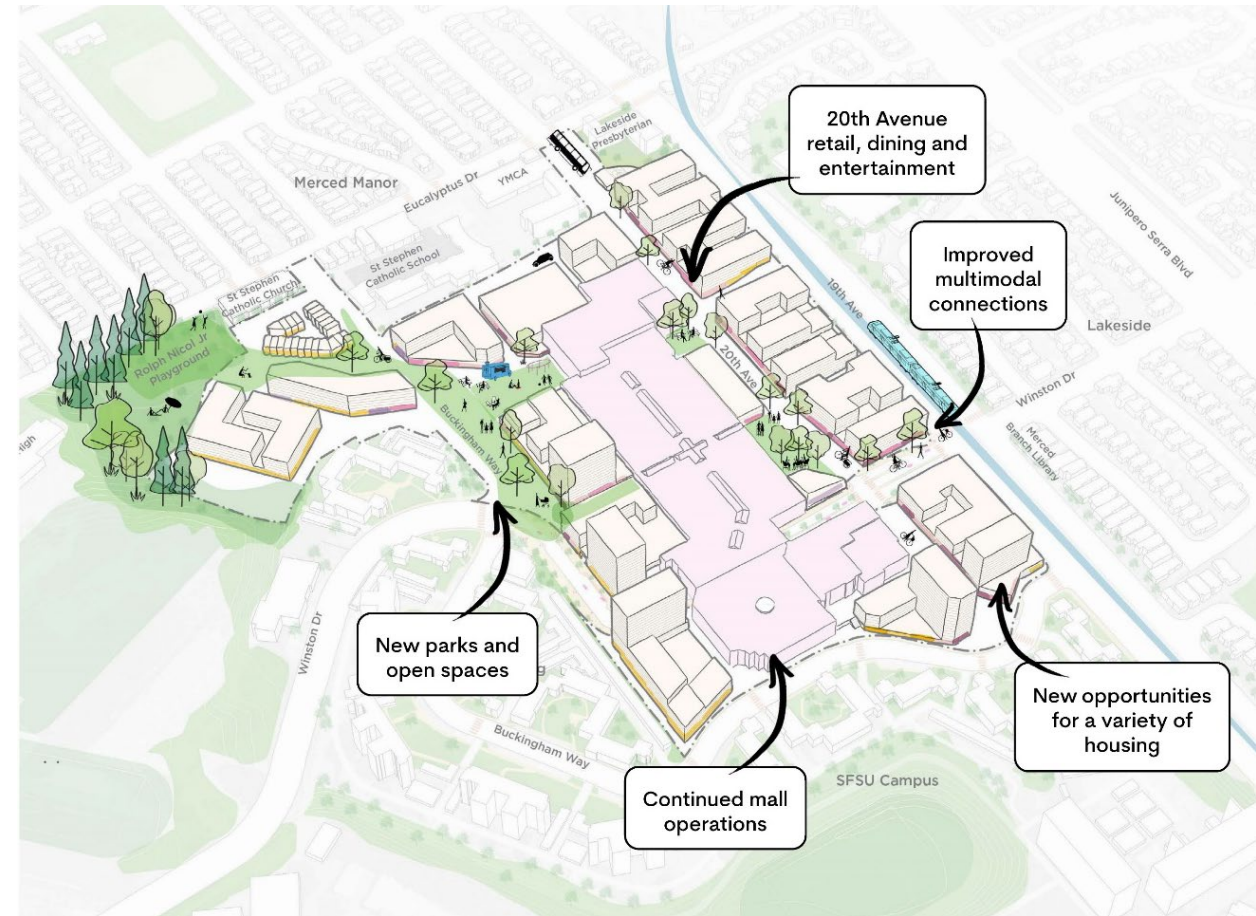 Lakeside
Presbyterian
20th Avenue
retail, dining and
entertainment
Merced Manor
Eucalyptus Dr
YMCA
St Stephen
Catholic School
St Stephen
Catholic Church
Rolph Nicol Jr
Playground
Junipero Serra Blvd
Improved
multimodal
connections
19th Ave
Lakeside
20th Ave
Winston Dr
Merced
Branch Library
Buckingham Way
New parks and
open spaces
Winston Dr
New opportunities
for a variety of
housing
Buckingham Way
Continued mall
operations
SFSU Campus